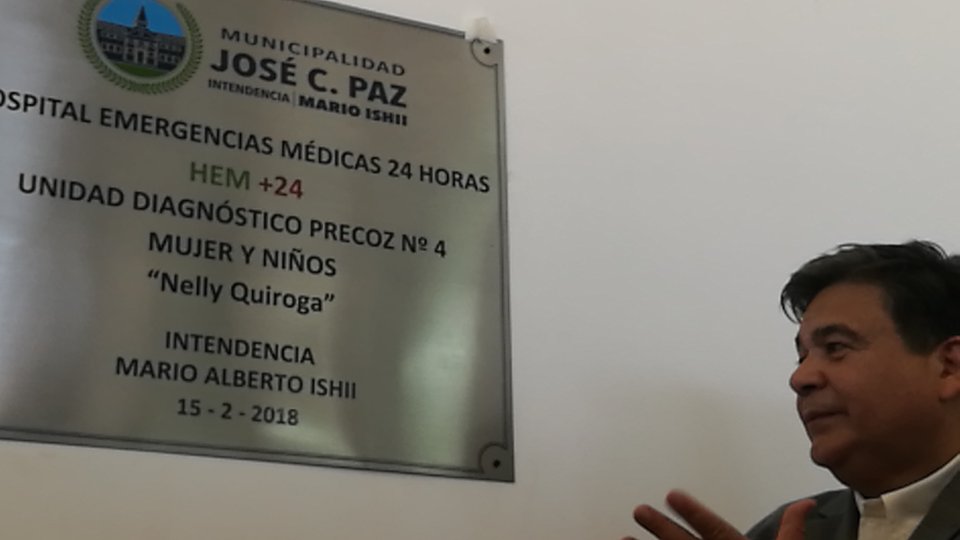 MUNICIPALIDAD
JOSÉ C. PAZ
INTENDENCIA | MARIO ISHII
OSPITAL EMERGENCIAS MÉDICAS 24 HORAS
HEM +24
UNIDAD DIAGNÓSTICO PRECOZ Nº 4
MUJER Y NIÑOS
“Nelly Quiroga”
INTENDENCIA
MARIO ALBERTO ISHII
15 - 2 - 2018